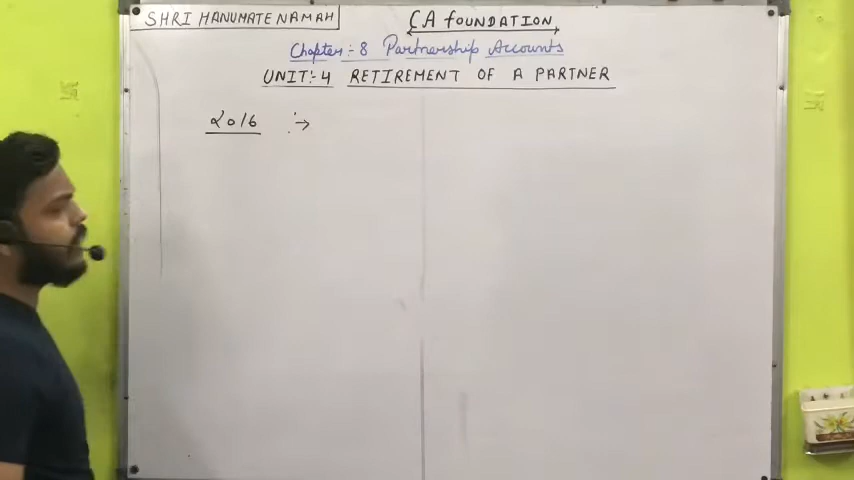 SHRI HANUMATE NAMAH
CA FOUNDATION
Chapter:- 8 Partnership Accounts
UNIT:-4 RETIREMENT OF A PARTNER
2016 :→